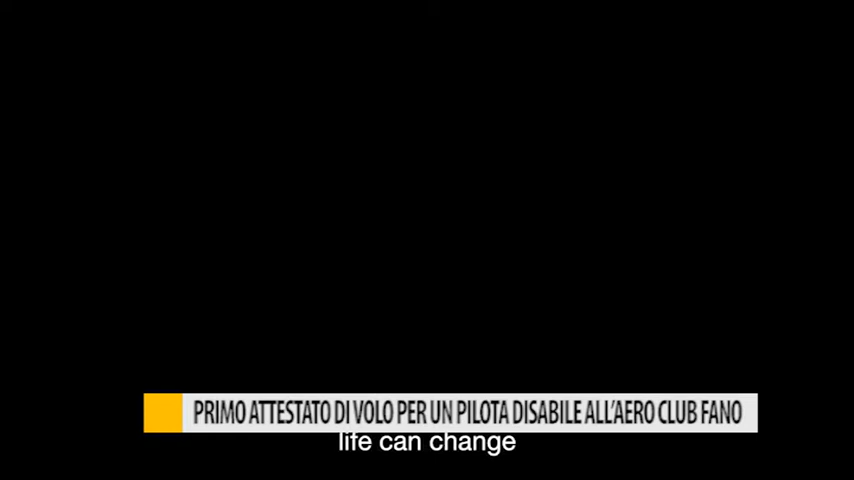 PRIMO ATTESTATO DI VOLO PER UN PILOTA DISABILE ALL'AERO CLUB FANO
life can change